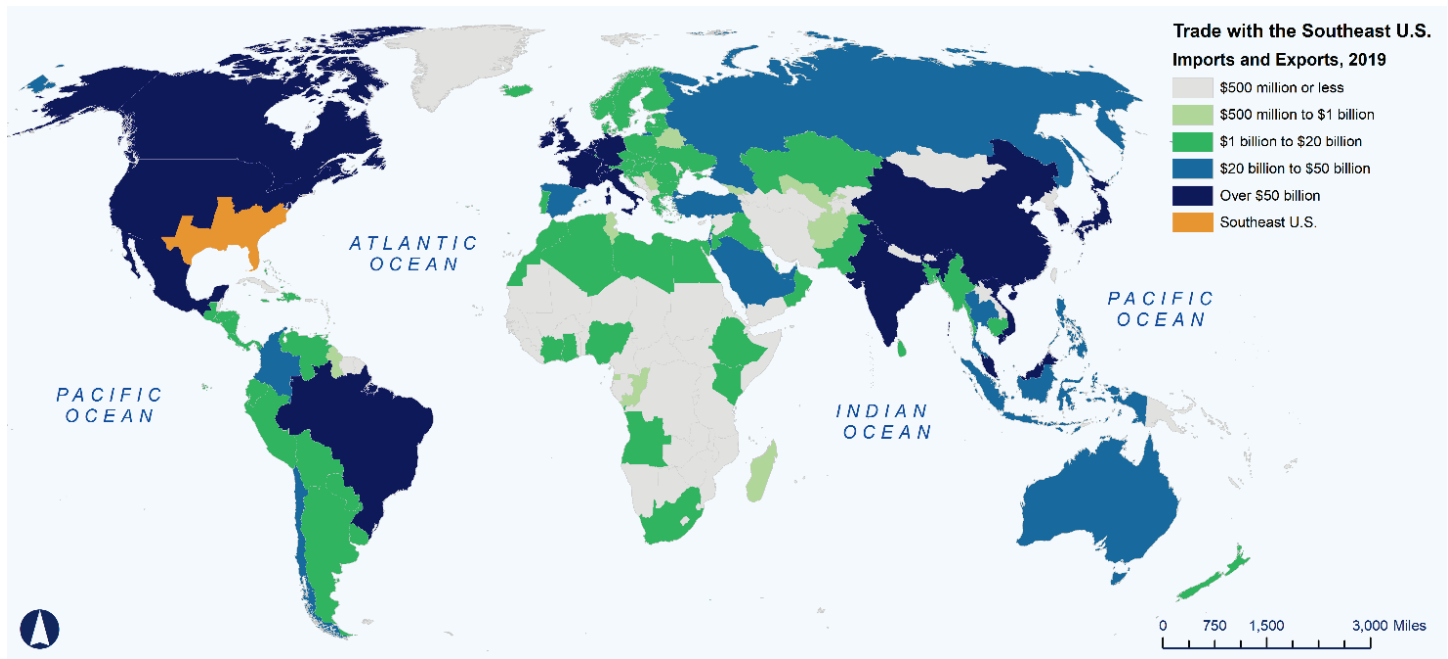 Trade with the Southeast U.S.
Imports and Exports, 2019
$500 million or less
$500 million to $1 billion
$1 billion to $20 billion
$20 billion to $50 billion
Over $50 billion
Southeast U.S.
ATLANTIC
OCEAN
PACIFIC
OCEAN
PACIFIC
OCEAN
INDIAN
OCEAN
0 750 1,500 3,000 Miles